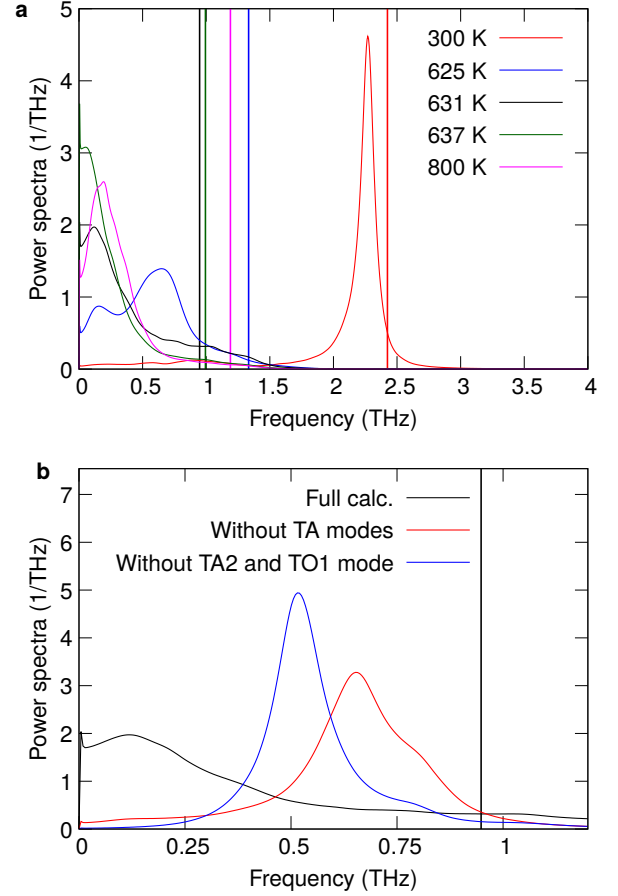 a
Power spectra (1/THz)
5
4
3
2
1
0
300 K
625 K
631 K
637 K
800 K
0 0.5 1 1.5 2 2.5 3 3.5 4
Frequency (THz)
b
Power spectra (1/THz)
7
6
5
4
3
2
1
0
Full calc.
Without TA modes
Without TA2 and TO1 mode
0 0.25 0.5 0.75 1
Frequency (THz)